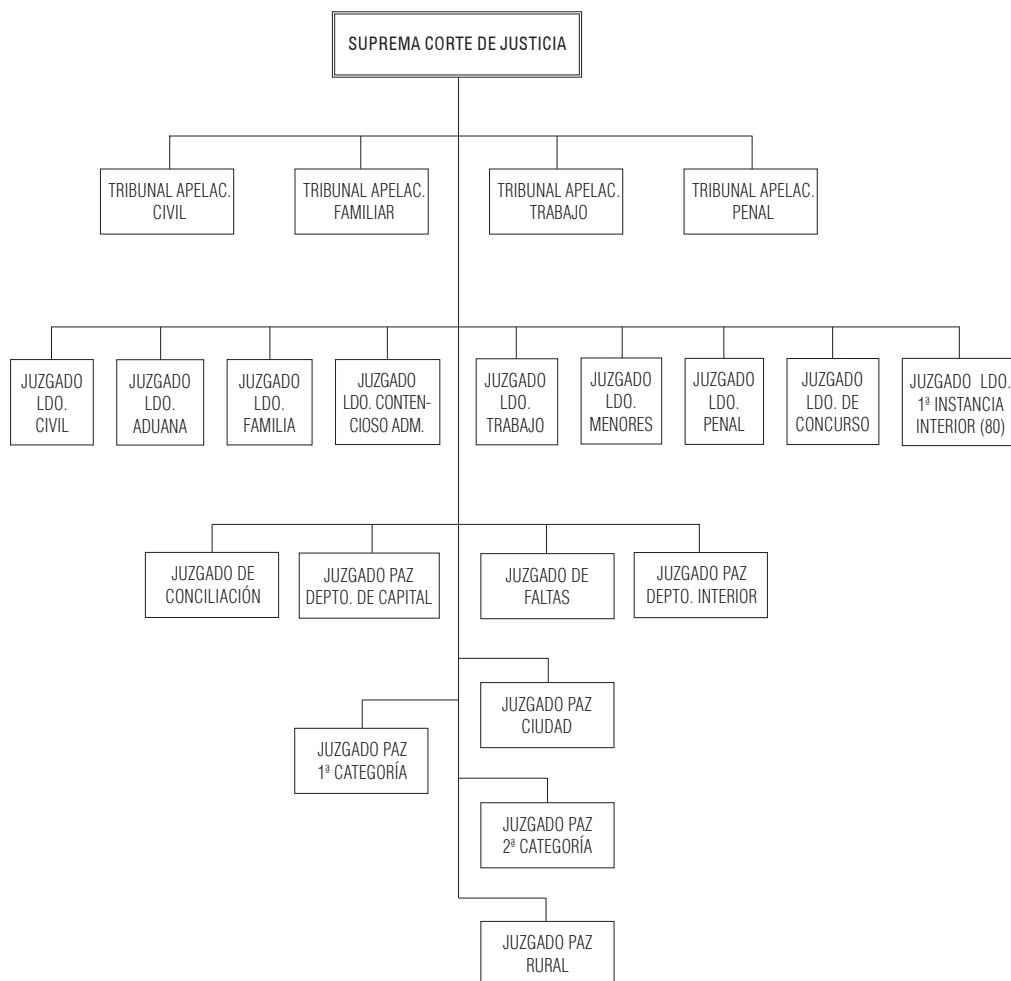 SUPREMA CORTE DE JUSTICIA
TRIBUNAL APELAC.
CIVIL
TRIBUNAL APELAC.
FAMILIAR
TRIBUNAL APELAC.
TRABAJO
TRIBUNAL APELAC.
PENAL
JUZGADO
LDO.
CIVIL
JUZGADO
LDO.
ADUANA
JUZGADO
LDO.
FAMILIA
JUZGADO
LDO. CONTEN-
CIOSO ADM.
JUZGADO
LDO.
TRABAJO
JUZGADO
LDO.
MENORES
JUZGADO
LDO.
PENAL
JUZGADO
LDO. DE
CONCURSO
JUZGADO LDO.
1ª INSTANCIA
INTERIOR (80)
JUZGADO DE
CONCILIACIÓN
JUZGADO PAZ
DEPTO. DE CAPITAL
JUZGADO DE
FALTAS
JUZGADO PAZ
DEPTO. INTERIOR
JUZGADO PAZ
CIUDAD
JUZGADO PAZ
1ª CATEGORÍA
JUZGADO PAZ
2ª CATEGORÍA
JUZGADO PAZ
RURAL